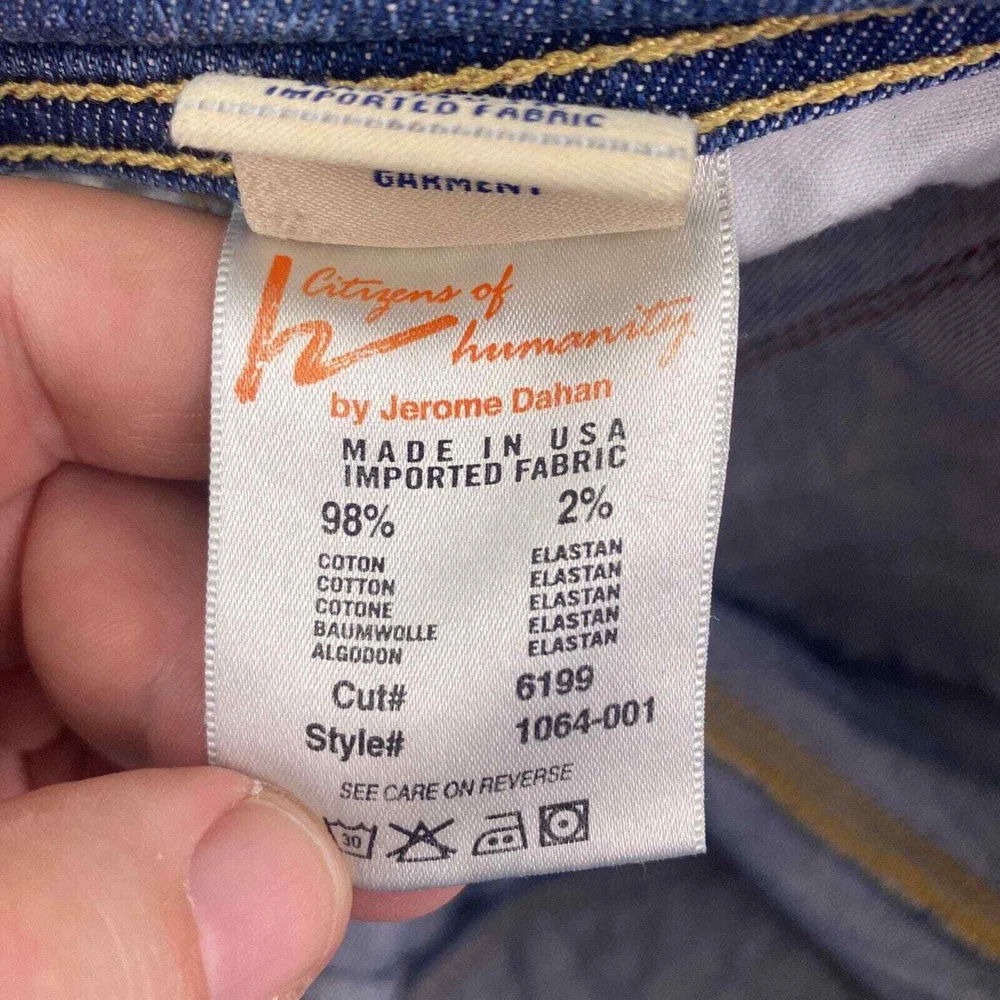 IMPORTED FABRIC
GARMENT
Citizens of
humanity
by Jerome Dahan
MADE IN USA
IMPORTED FABRIC
98% 2%
COTON ELASTAN
COTTON ELASTAN
COTONE ELASTAN
BAUMWOLLE ELASTAN
ALGODON ELASTAN
Cut# 6199
Style# 1064-001
SEE CARE ON REVERSE
30